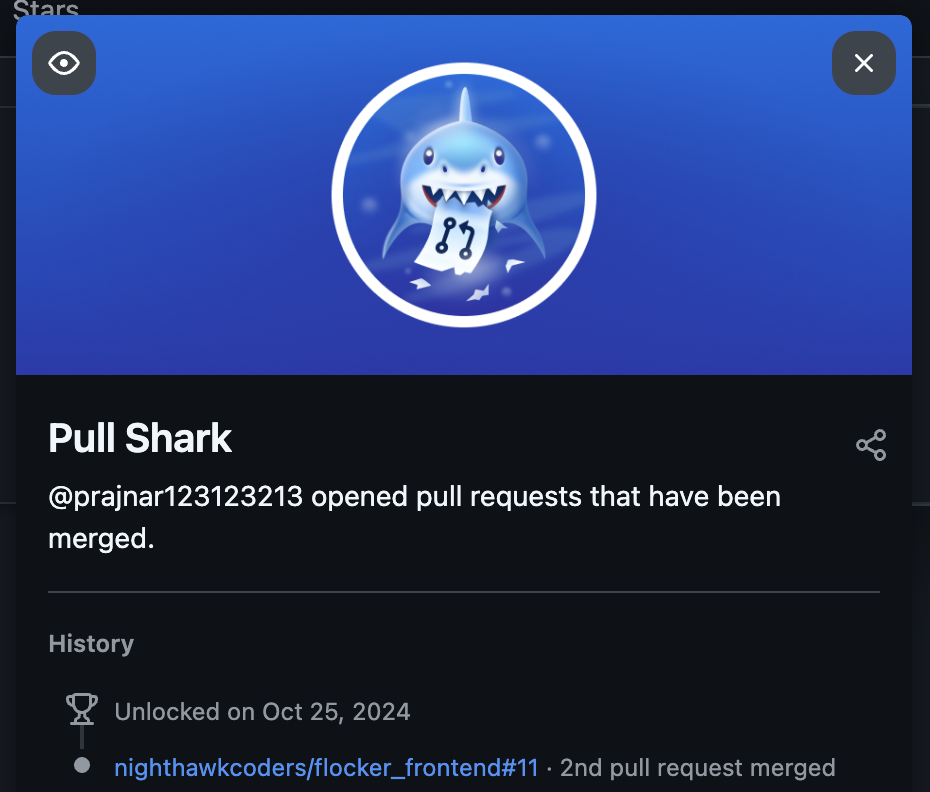 Stars
Pull Shark
@prajnar123123213 opened pull requests that have been
merged.
History
Unlocked on Oct 25, 2024
nighthawkcoders/flocker_frontend#11 · 2nd pull request merged